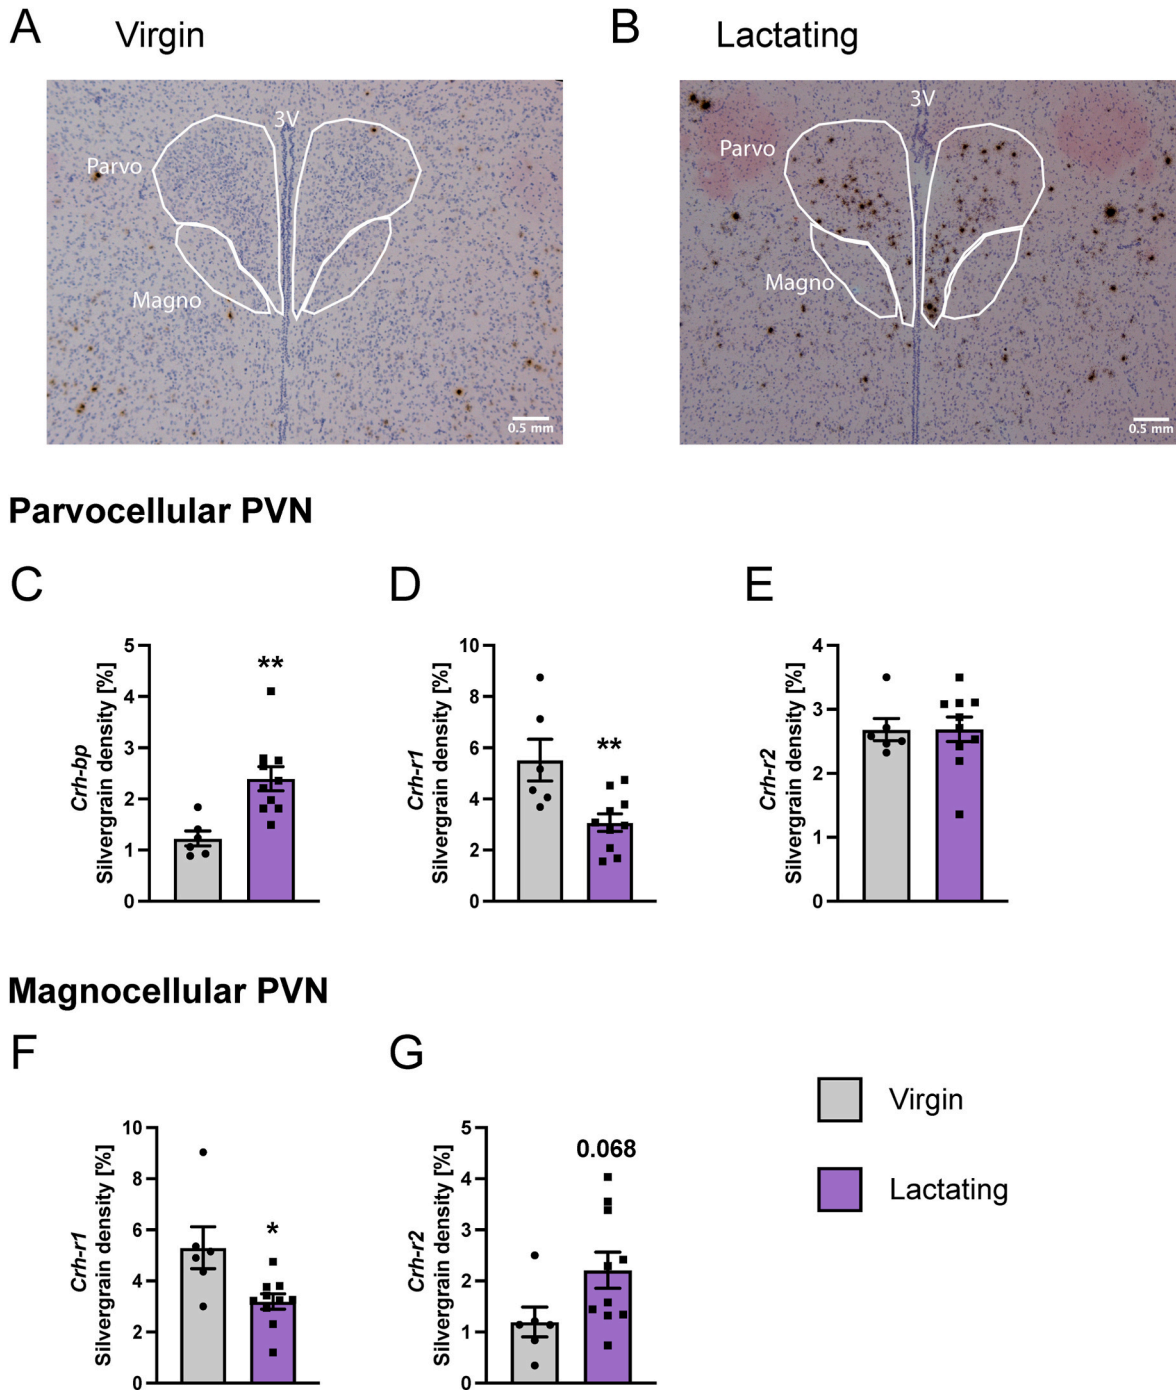 A Virgin
B Lactating
3V
Parvo
Magno
0.5 mm
3V
Parvo
Magno
0.5 mm
Parvocellular PVN
C
Crh-bp
Silvergrain density [%]
5
4
3
2
1
0
**
D
Crh-r1
Silvergrain density [%]
10
8
6
4
2
0
**
E
Crh-r2
Silvergrain density [%]
4
3
2
1
0
Magnocellular PVN
F
Crh-r1
Silvergrain density [%]
10
8
6
4
2
0
*
G
Crh-r2
Silvergrain density [%]
5
4
3
2
1
0
0.068
Virgin
Lactating